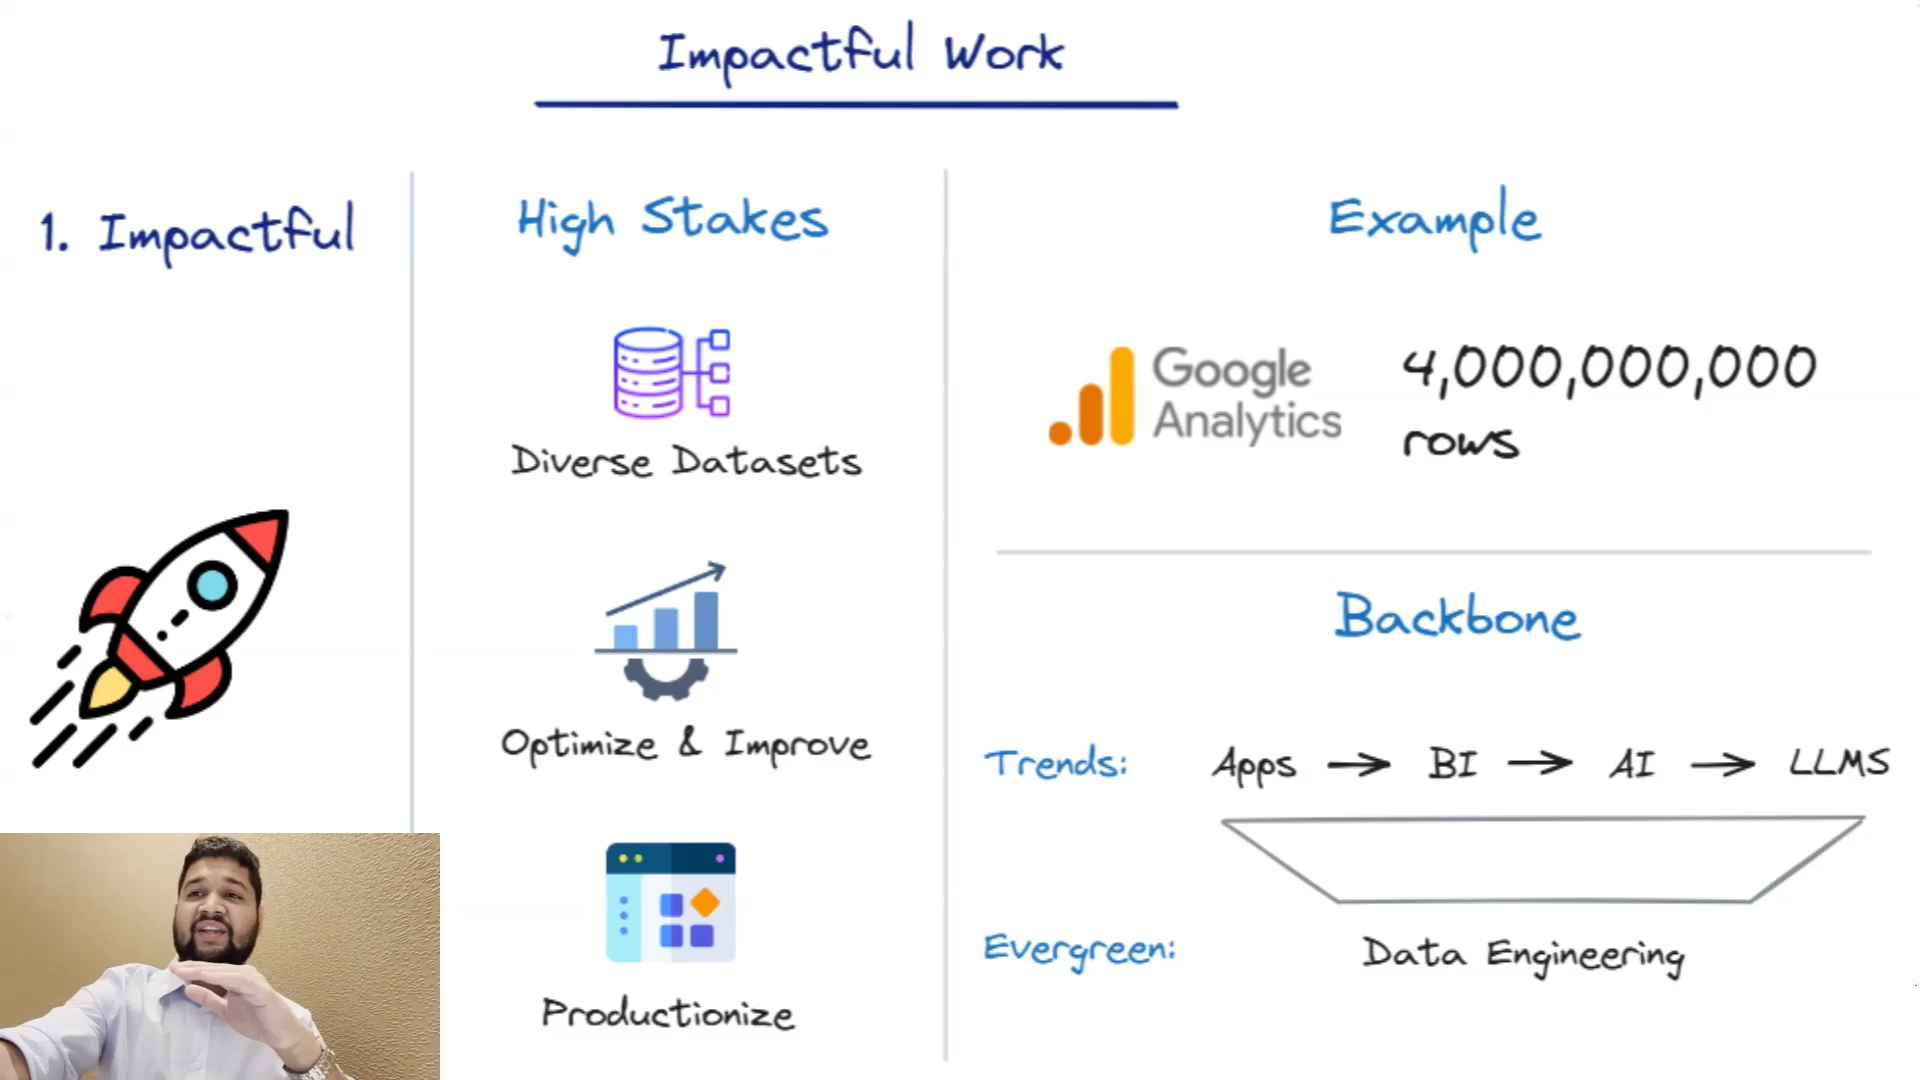 Impactful Work
1. Impactful
High Stakes
Diverse Datasets
Optimize & Improve
Productionize
Example
Google
Analytics
4,000,000,000
rows
Backbone
Trends: Apps → BI → AI → LLMS
Evergreen: Data Engineering